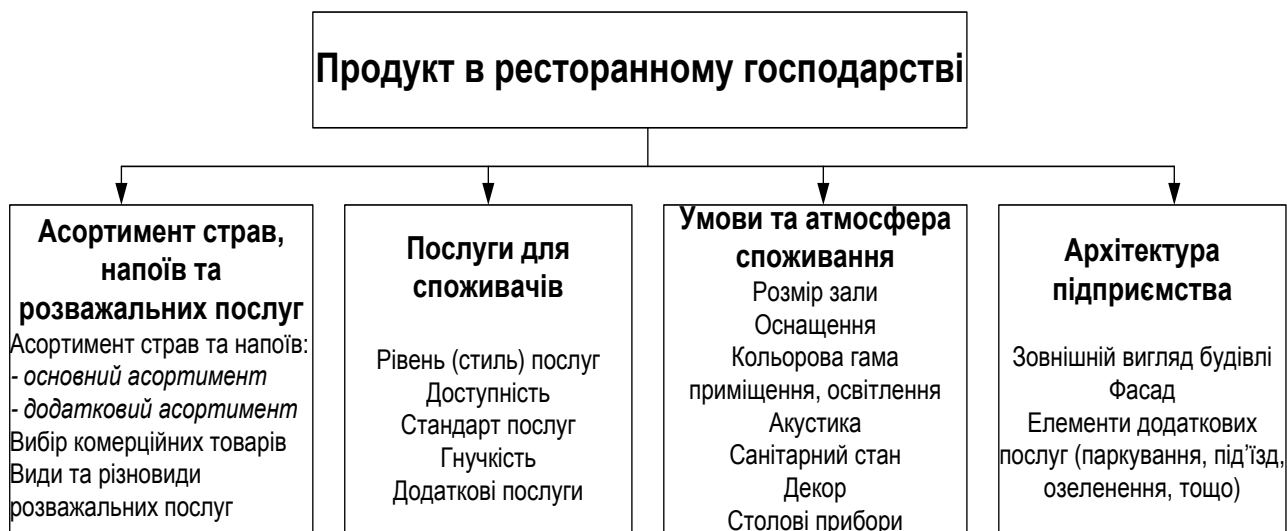 Продукт в ресторанному господарстві
Асортимент страв,
напоїв та
розважальних послуг
Асортимент страв та напоїв:
- основний асортимент
- додатковий асортимент
Вибір комерційних товарів
Види та різновиди
розважальних послуг
Послуги для
споживачів
Рівень (стиль) послуг
Доступність
Стандарт послуг
Гнучкість
Додаткові послуги
Умови та атмосфера
споживання
Розмір зали
Оснащення
Кольорова гама
приміщення, освітлення
Акустика
Санітарний стан
Декор
Столові прибори
Архітектура
підприємства
Зовнішній вигляд будівлі
Фасад
Елементи додаткових
послуг (паркування, під’їзд,
озеленення, тощо)